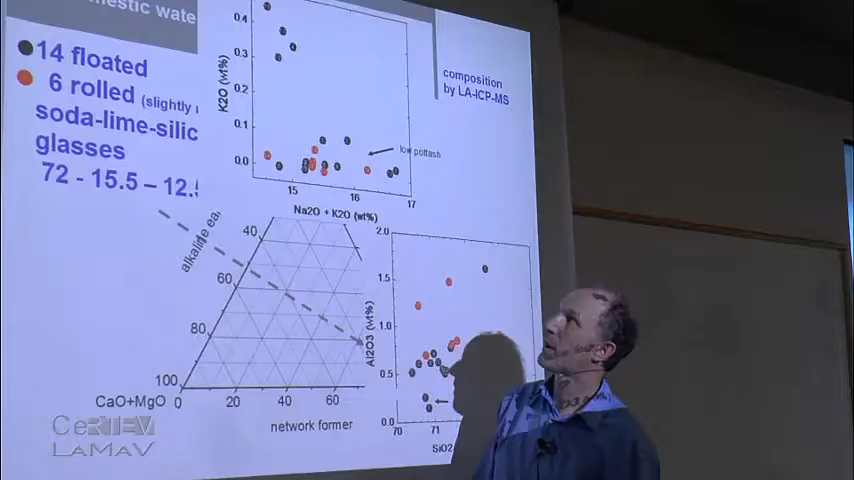 mestic wate
14 floated
6 rolled (slightly
soda-lime-silic
glasses
72 - 15.5 – 12.
composition
by LA-ICP-MS
K2O (wt%)
0.4
0.3
0.2
0.1
0.0
low pottash
15 16 17
Na2O + K2O (wt%)
alkaline ea
40
60
80
100
CaO+MgO
0 20 40 60
network former
Al2O3 (wt%)
2.0
1.5
1.0
0.5
0.0
70 71
SiO2
CeRTEV
LAMAV